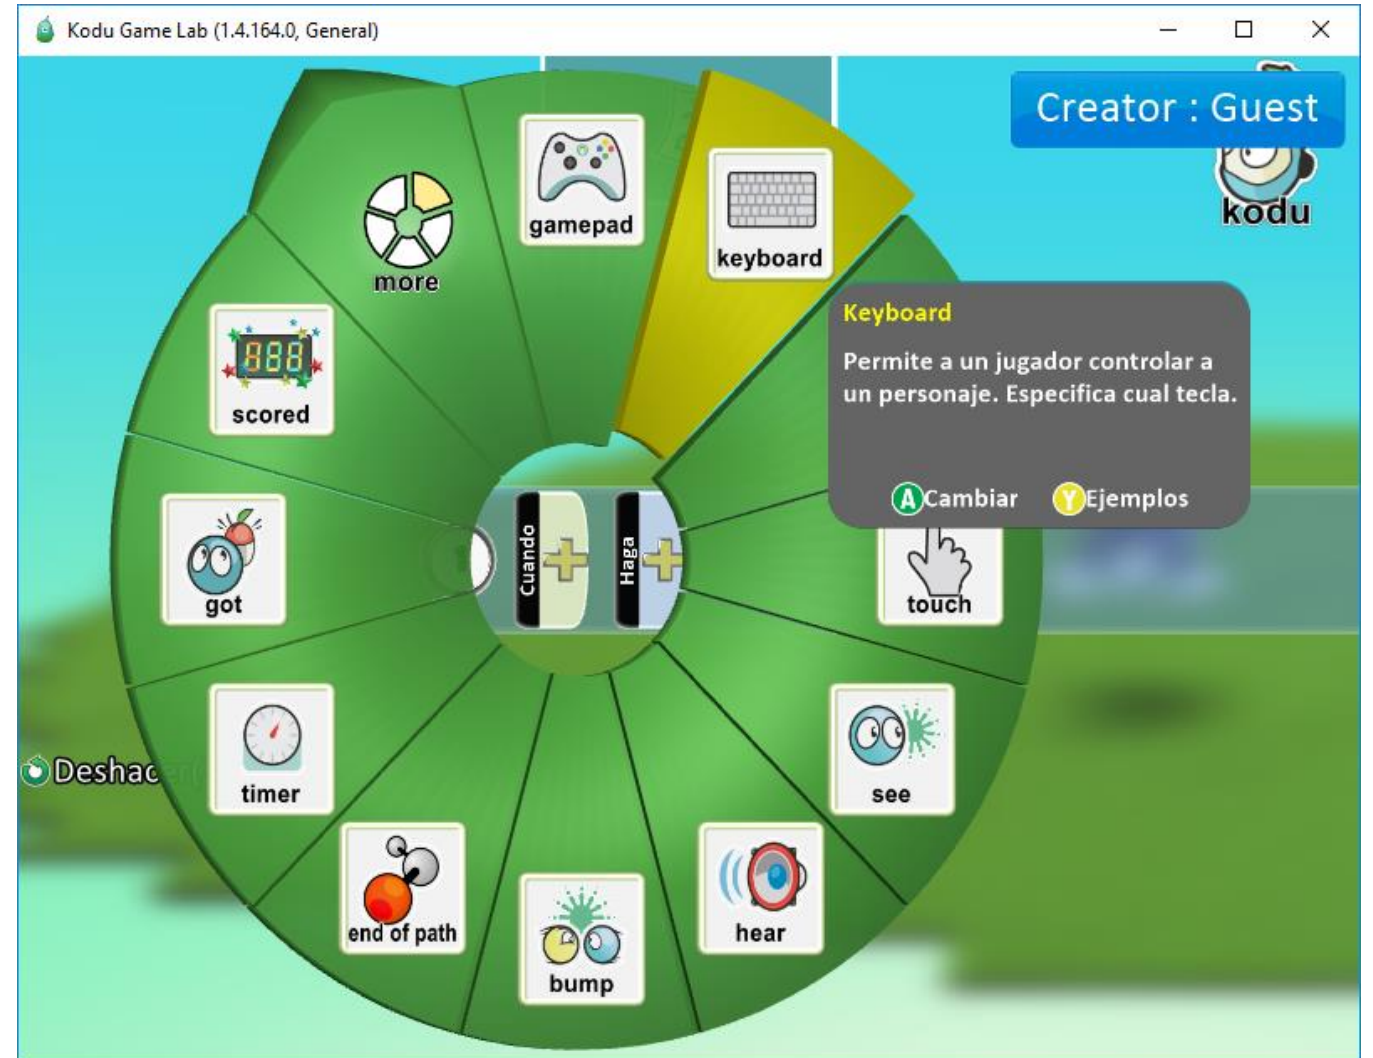 Kodu Game Lab (1.4.164.0, General)
Creator : Guest
kodu
gamepad
keyboard
more
scored
Keyboard
Permite a un jugador controlar a
un personaje. Especifica cual tecla.
A Cambiar Y Ejemplos
got
Cuando
Haga
touch
timer
see
Deshacer
end of path
hear
bump